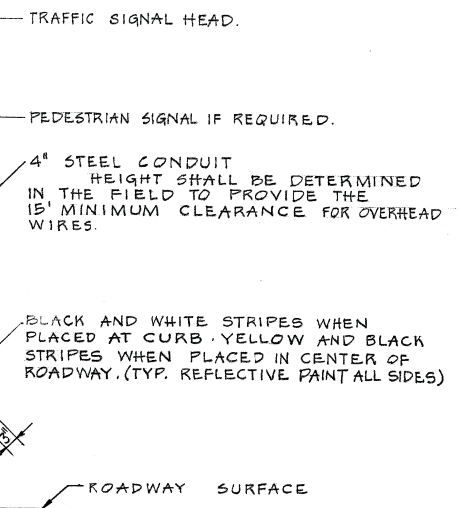 TRAFFIC SIGNAL HEAD.
PEDESTRIAN SIGNAL IF REQUIRED.
4" STEEL CONDUIT
HEIGHT SHALL BE DETERMINED
IN THE FIELD TO PROVIDE THE
15' MINIMUM CLEARANCE FOR OVERHEAD
WIRES.
BLACK AND WHITE STRIPES WHEN
PLACED AT CURB. YELLOW AND BLACK
STRIPES WHEN PLACED IN CENTER OF
ROADWAY. (TYP. REFLECTIVE PAINT ALL SIDES)
ROADWAY SURFACE